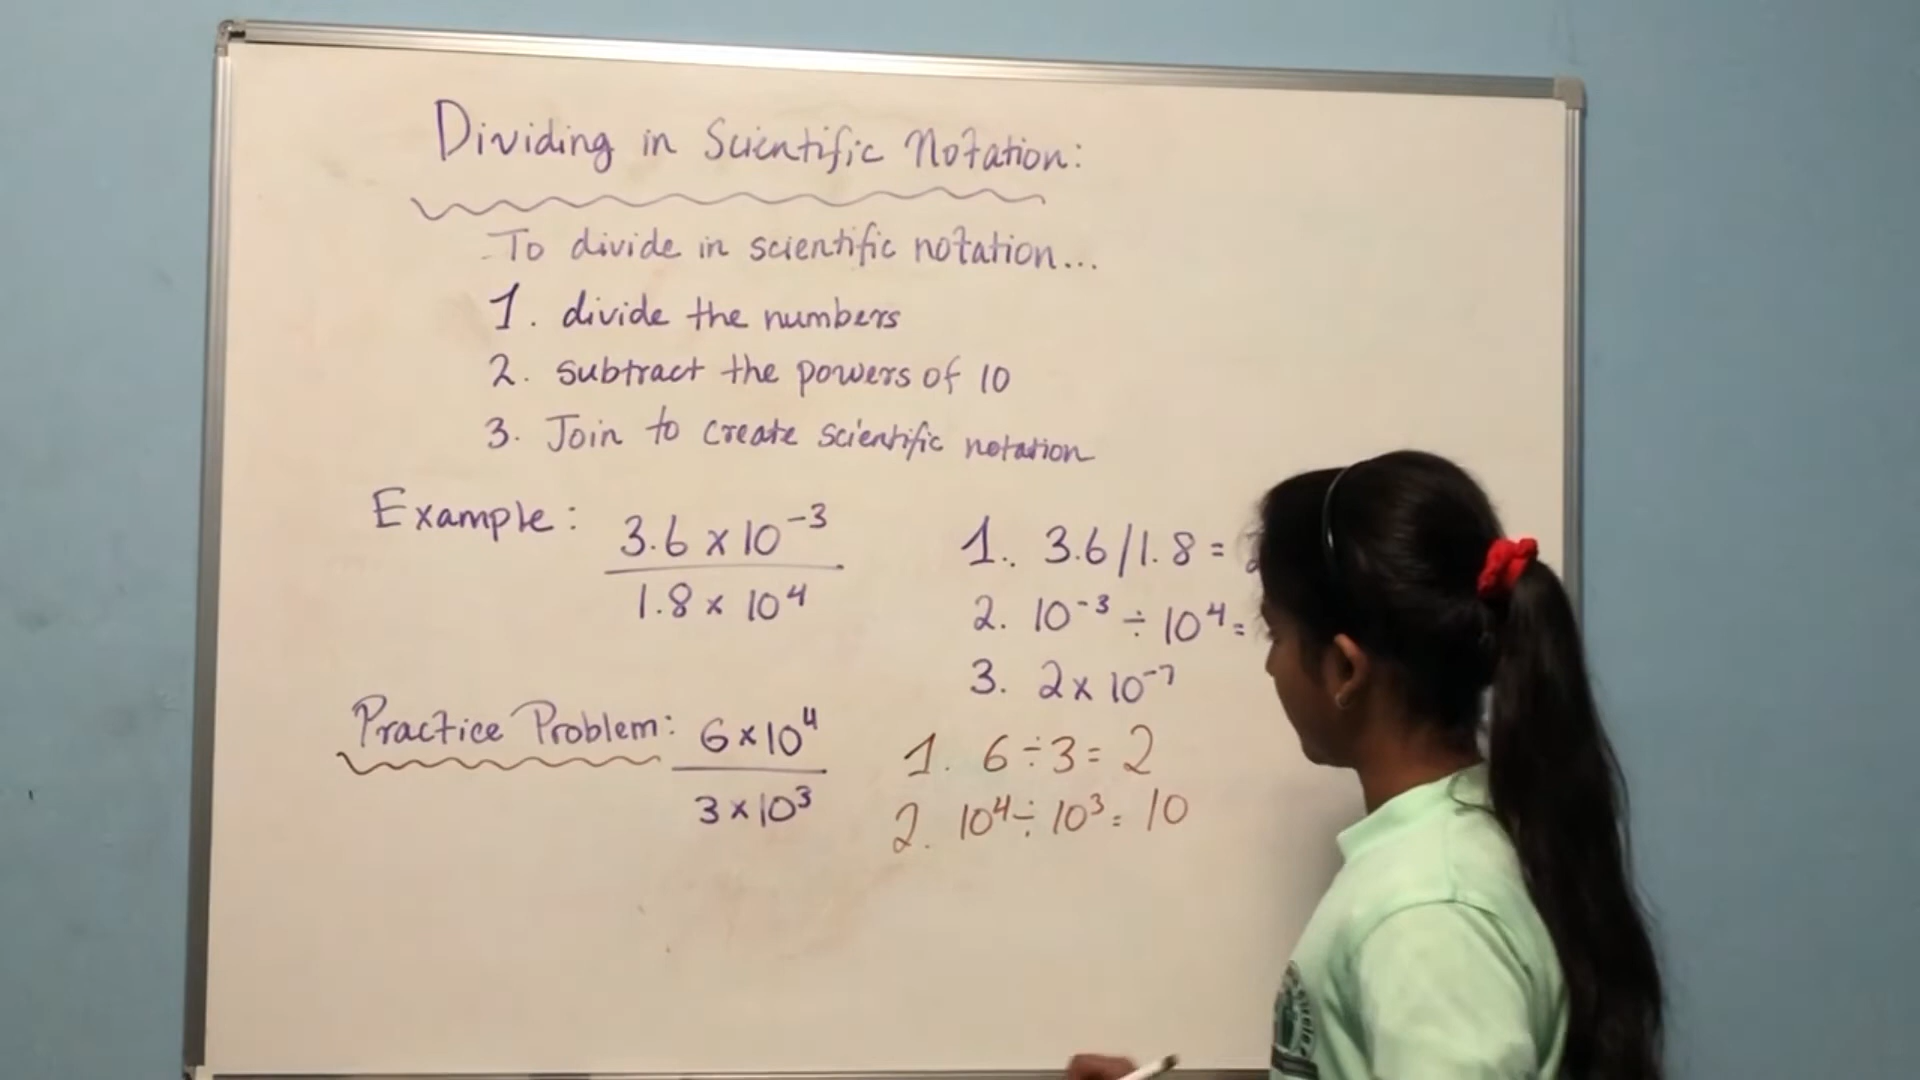 Dividing in Scientific Notation:
To divide in scientific notation...
1. divide the numbers
2. subtract the powers of 10
3. Join to create scientific notation
Example: 3.6 x 10⁻³
1.8 x 10⁴
1. 3.6/1.8 =
2. 10⁻³ ÷ 10⁴ =
3. 2 x 10⁻⁷
Practice Problem: 6 x 10⁴
3 x 10³
1. 6 ÷ 3 = 2
2. 10⁴ ÷ 10³ = 10